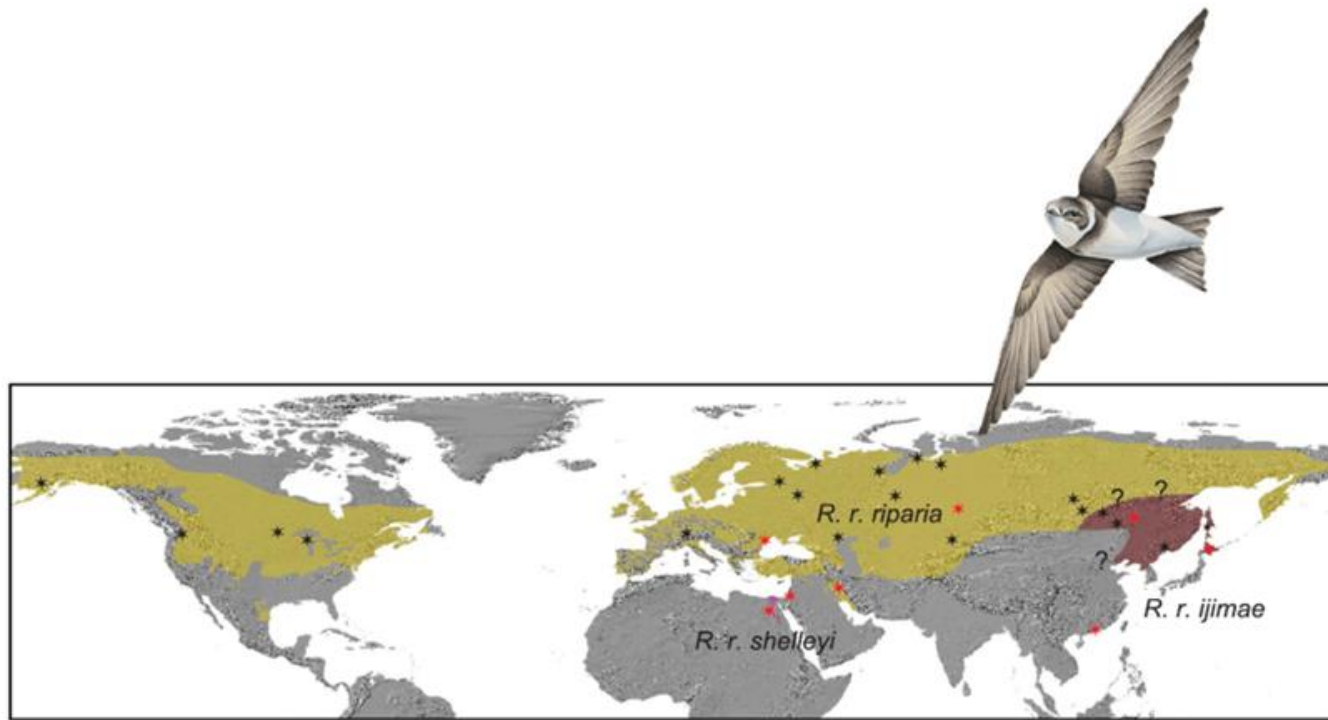 ? ?
R. r. riparia
?
R. r. ijimae
R. r. shelleyi